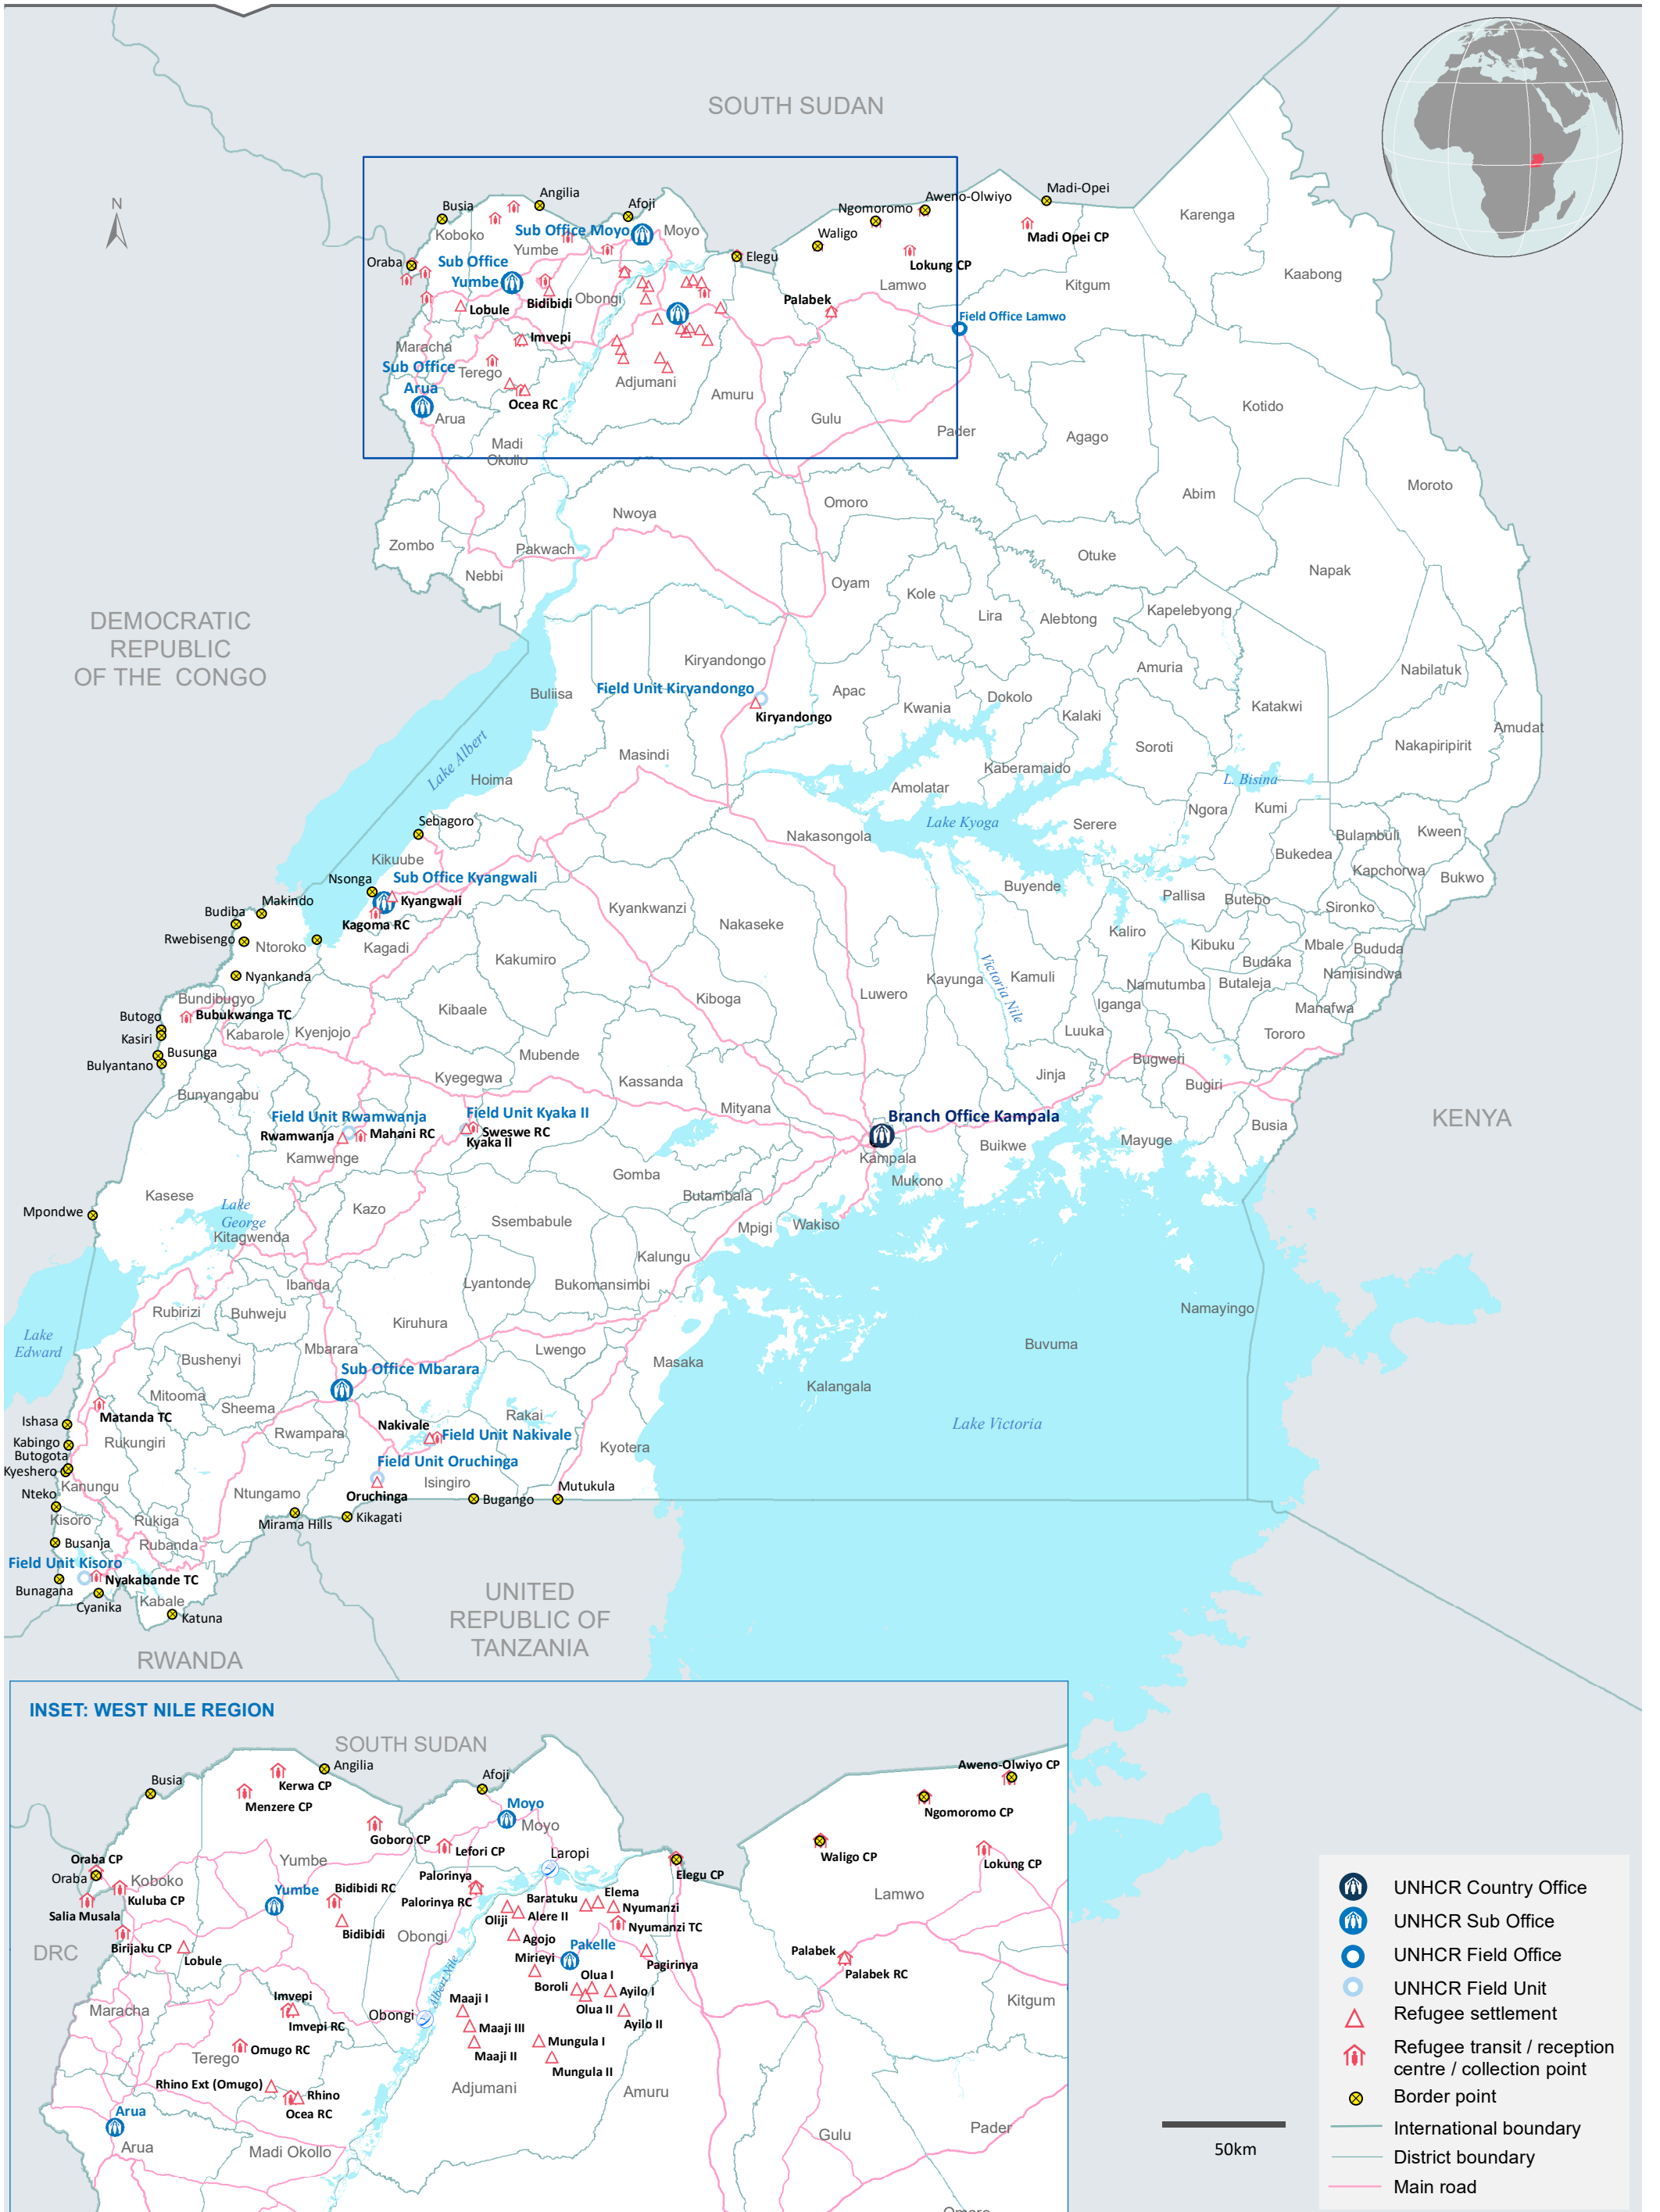 SOUTH SUDAN
N
Busia
Angilia
Afoji
Aweno-Olwiyo
Madi-Opei
Ngomoromo
Karenga
Koboko
Yumbe
Sub Office Moyo
Moyo
Waligo
Madi Opei CP
Oraba
Sub Office
Yumbe
Elegu
Lokung CP
Kaabong
Lamwo
Kitgum
Bidibidi
Obongi
Palabek
Lobule
Field Office Lamwo
Imvepi
Maracha
Sub Office
Arua
Terego
Adjumani
Amuru
Ocea RC
Kotido
Arua
Gulu
Pader
Agago
Madi
Okollo
Moroto
Abim
Omoro
Nwoya
Zombo
Pakwach
Otuke
Nebbi
Napak
Oyam
Kole
Lira
Alebtong
Kapelebyong
DEMOCRATIC
REPUBLIC
OF THE CONGO
Kiryandongo
Amuria
Nabilatuk
Buliisa
Field Unit Kiryandongo
Apac
Kwania
Dokolo
Kalaki
Katakwi
Kiryandongo
Amudat
Masindi
Soroti
Nakapiripirit
Lake Albert
Hoima
Kaberamaido
L. Bisina
Amolatar
Ngora
Kumi
Sebagoro
Lake Kyoga
Serere
Nakasongola
Bulambuli
Kween
Kikuube
Bukedea
Kapchorwa
Bukwo
Nsonga
Sub Office Kyangwali
Buyende
Pallisa
Butebo
Sironko
Makindo
Kyangwali
Kyankwanzi
Budiba
Kagoma RC
Nakaseke
Kaliro
Rwebisengo
Ntoroko
Kagadi
Kibuku
Mbale
Bududa
Kakumiro
Budaka
Nyankanda
Kayunga
Victoria Nile
Kamuli
Namutumba
Butaleja
Namisindwa
Bundibugyo
Kiboga
Luwero
Iganga
Manafwa
Butogo
Bubukwanga TC
Kibaale
Kasiri
Kabarole
Kyenjojo
Luuka
Tororo
Busunga
Mubende
Bugweri
Bulyantano
Kyegegwa
Kassanda
Jinja
Bugiri
Bunyangabu
Mityana
Field Unit Rwamwanja
Field Unit Kyaka II
Branch Office Kampala
KENYA
Rwamwanja
Mahani RC
Sweswe RC
Kyaka II
Busia
Mayuge
Buikwe
Kamwenge
Kampala
Gomba
Mukono
Kasese
Butambala
Mpondwe
Lake
George
Kazo
Ssembabule
Mpigi
Wakiso
Kitagwenda
Kalungu
Ibanda
Lyantonde
Bukomansimbi
Rubirizi
Buhweju
Namayingo
Kiruhura
Lake
Edward
Mbarara
Lwengo
Buvuma
Bushenyi
Sub Office Mbarara
Masaka
Mitooma
Kalangala
Matanda TC
Sheema
Ishasa
Nakivale
Rakai
Lake Victoria
Rwampara
Field Unit Nakivale
Kabingo
Rukungiri
Kyotera
Butogota
Field Unit Oruchinga
Kyeshero
Kanungu
Isingiro
Nteko
Ntungamo
Oruchinga
Bugango
Mutukula
Kisoro
Rukiga
Mirama Hills
Kikagati
Busanja
Rubanda
Field Unit Kisoro
Nyakabande TC
Bunagana
Cyanika
Kabale
Katuna
UNITED
REPUBLIC OF
TANZANIA
RWANDA
INSET: WEST NILE REGION
SOUTH SUDAN
Angilia
Aweno-Olwiyo CP
Busia
Kerwa CP
Afoji
Menzere CP
Moyo
Moyo
Ngomoromo CP
Goboro CP
Lefori CP
Laropi
Waligo CP
Oraba CP
Yumbe
Elegu CP
Lokung CP
Oraba
Koboko
Palorinya
Yumbe
Bidibidi RC
Palorinya RC
Baratuku
Elema
Lamwo
Kuluba CP
Nyumanzi
Salia Musala
Oliji
Alere II
Nyumanzi TC
Bidibidi
Obongi
Agojo
Pakelle
DRC
Birijaku CP
Lobule
Mirieyi
Pagirinya
Palabek
Olua I
Palabek RC
Albert Nile
Boroli
Ayilo I
Imvepi
Maaji I
Olua II
Kitgum
Maracha
Obongi
Ayilo II
Imvepi RC
Maaji III
Mungula I
Omugo RC
Terego
Maaji II
Mungula II
Rhino Ext (Omugo)
Rhino
Adjumani
Amuru
Ocea RC
Arua
Gulu
Pader
Arua
Madi Okollo
50km
UNHCR Country Office
UNHCR Sub Office
UNHCR Field Office
UNHCR Field Unit
Refugee settlement
Refugee transit / reception
centre / collection point
Border point
International boundary
District boundary
Main road